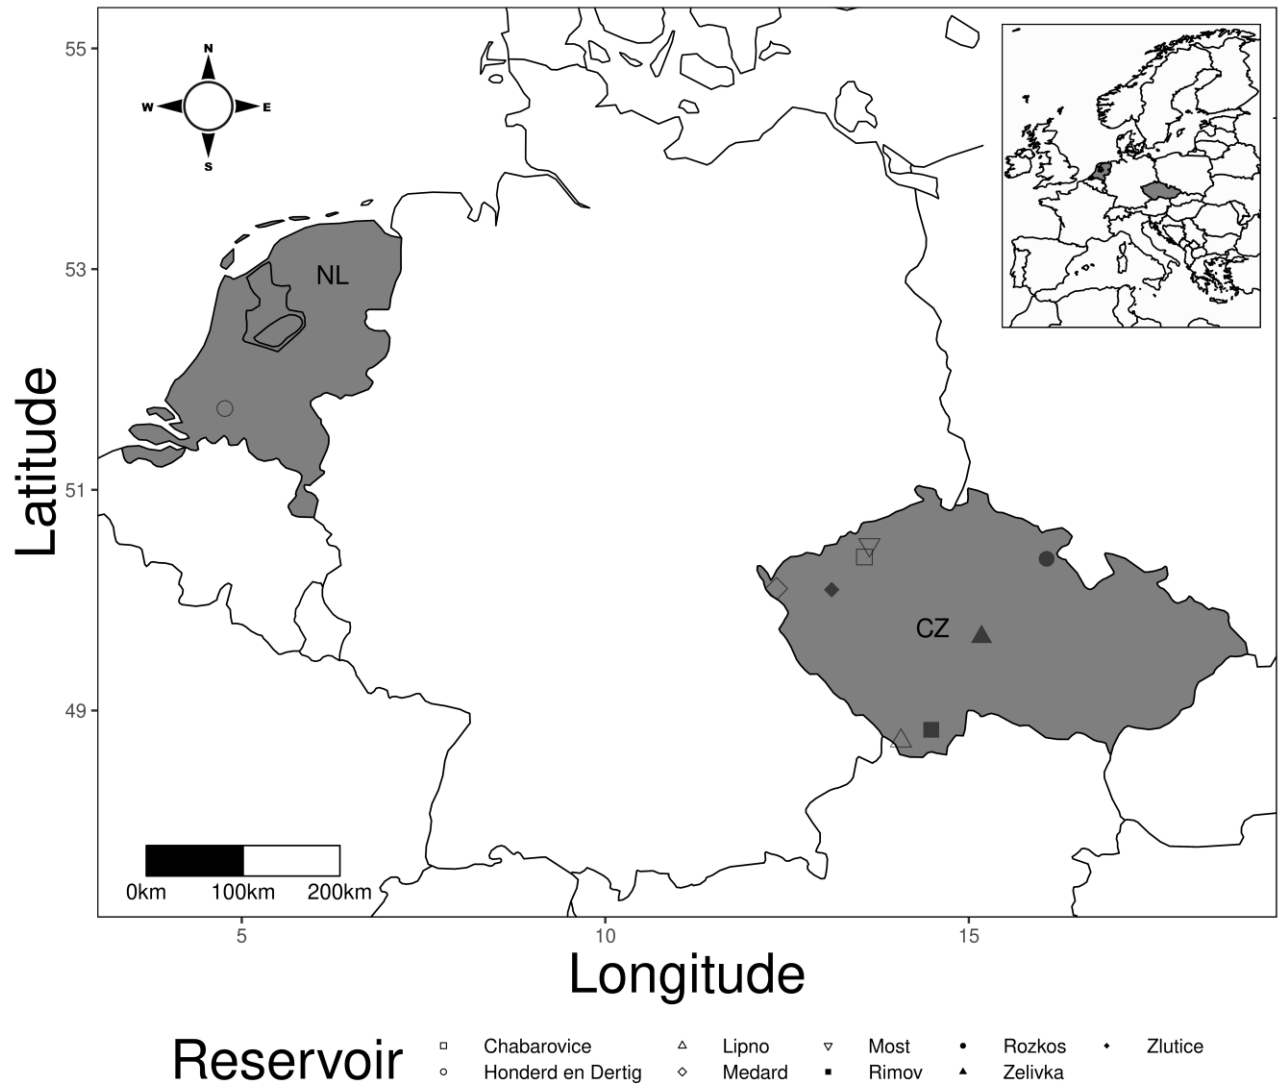 55
N
W E
S
53
NL
Latitude
51
CZ
49
0km 100km 200km
5 10 15
Longitude
Reservoir
Chabarovice Lipno Most Rozkos Zlutice
Honderd en Dertig Medard Rimov Zelivka